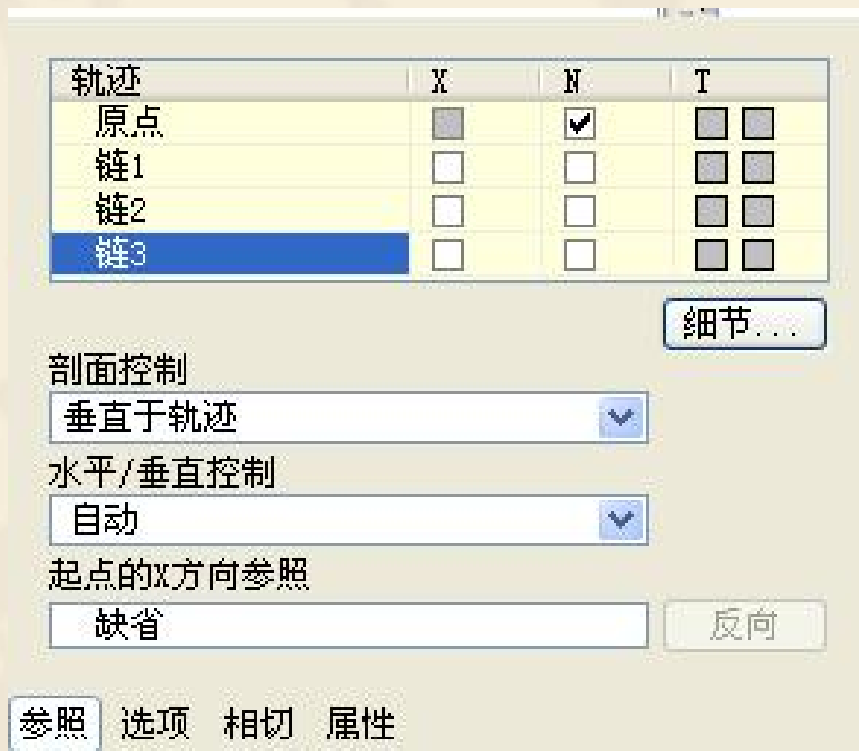 轨迹 X N T
原点
链1
链2
链3
细节...
剖面控制
垂直于轨迹
水平/垂直控制
自动
起点的X方向参照
缺省 反向
参照 选项 相切 属性